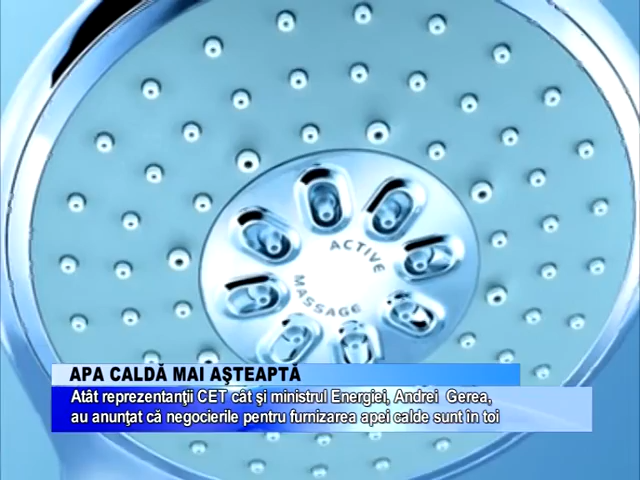 ACTIVE
MASSAGE
APA CALDĂ MAI AŞTEAPTĂ
Atât reprezentanţii CET cât şi ministrul Energiei, Andrei Gerea,
au anunţat că negocierile pentru furnizarea apei calde sunt în toi